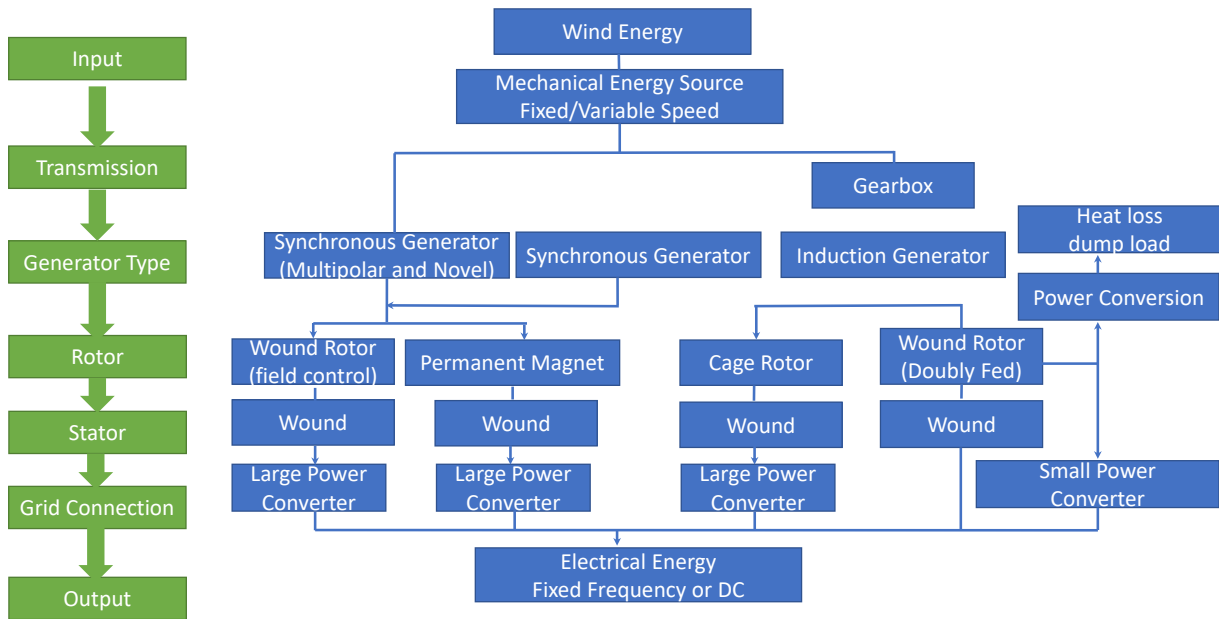 Input
Transmission
Generator Type
Rotor
Stator
Grid Connection
Output
Wind Energy
Mechanical Energy Source
Fixed/Variable Speed
Gearbox
Synchronous Generator
(Multipolar and Novel)
Synchronous Generator
Induction Generator
Heat loss
dump load
Power Conversion
Wound Rotor
(field control)
Permanent Magnet
Cage Rotor
Wound Rotor
(Doubly Fed)
Wound
Wound
Wound
Wound
Large Power
Converter
Large Power
Converter
Large Power
Converter
Small Power
Converter
Electrical Energy
Fixed Frequency or DC